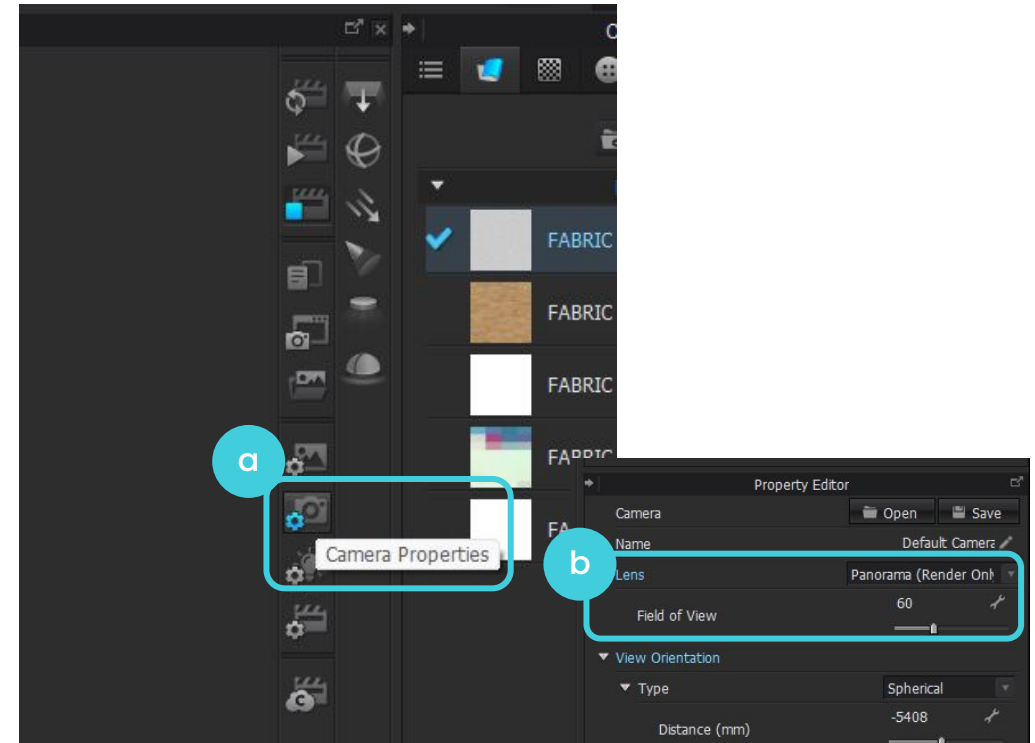 FABRIC
FABRIC
FABRIC
a
Camera Properties
Property Editor
Camera
Open
Save
Name
Default Camera
b
Lens
Panorama (Render Onl
Field of View
60
View Orientation
Type
Spherical
Distance (mm)
-5408